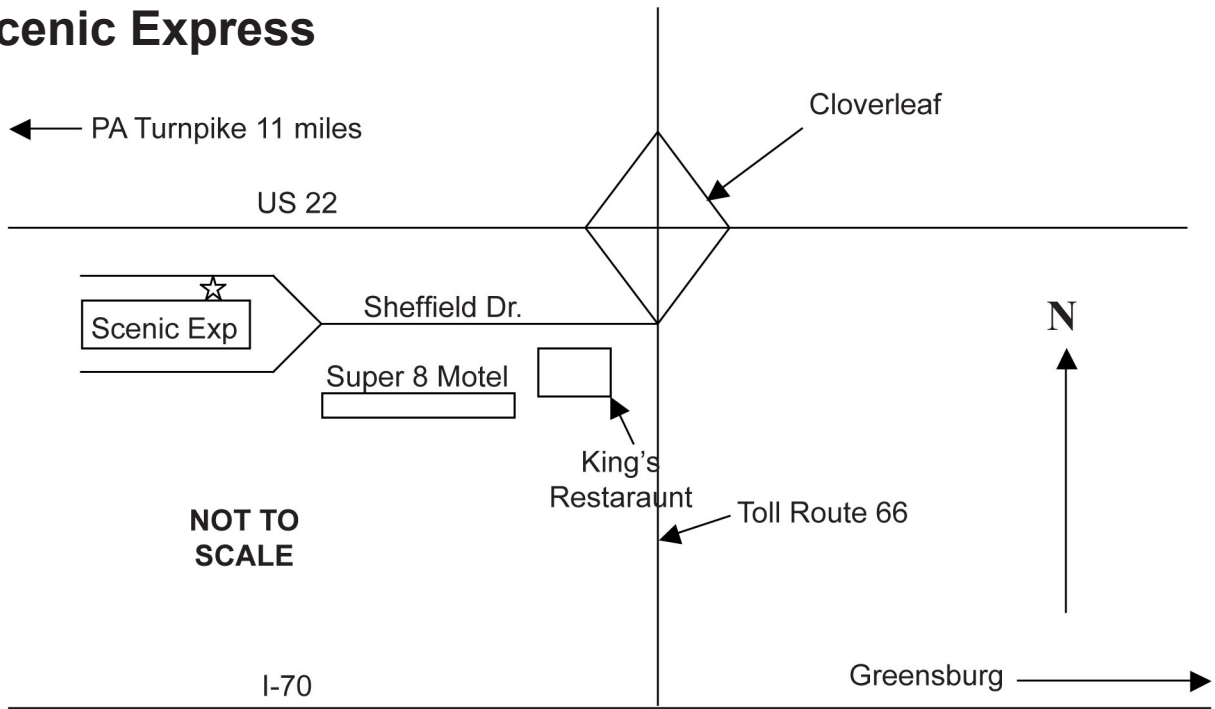 cenic Express
Cloverleaf
PA Turnpike 11 miles
US 22
Sheffield Dr.
N
Scenic Exp
Super 8 Motel
King's
Restaraunt
Toll Route 66
NOT TO
SCALE
Greensburg
I-70